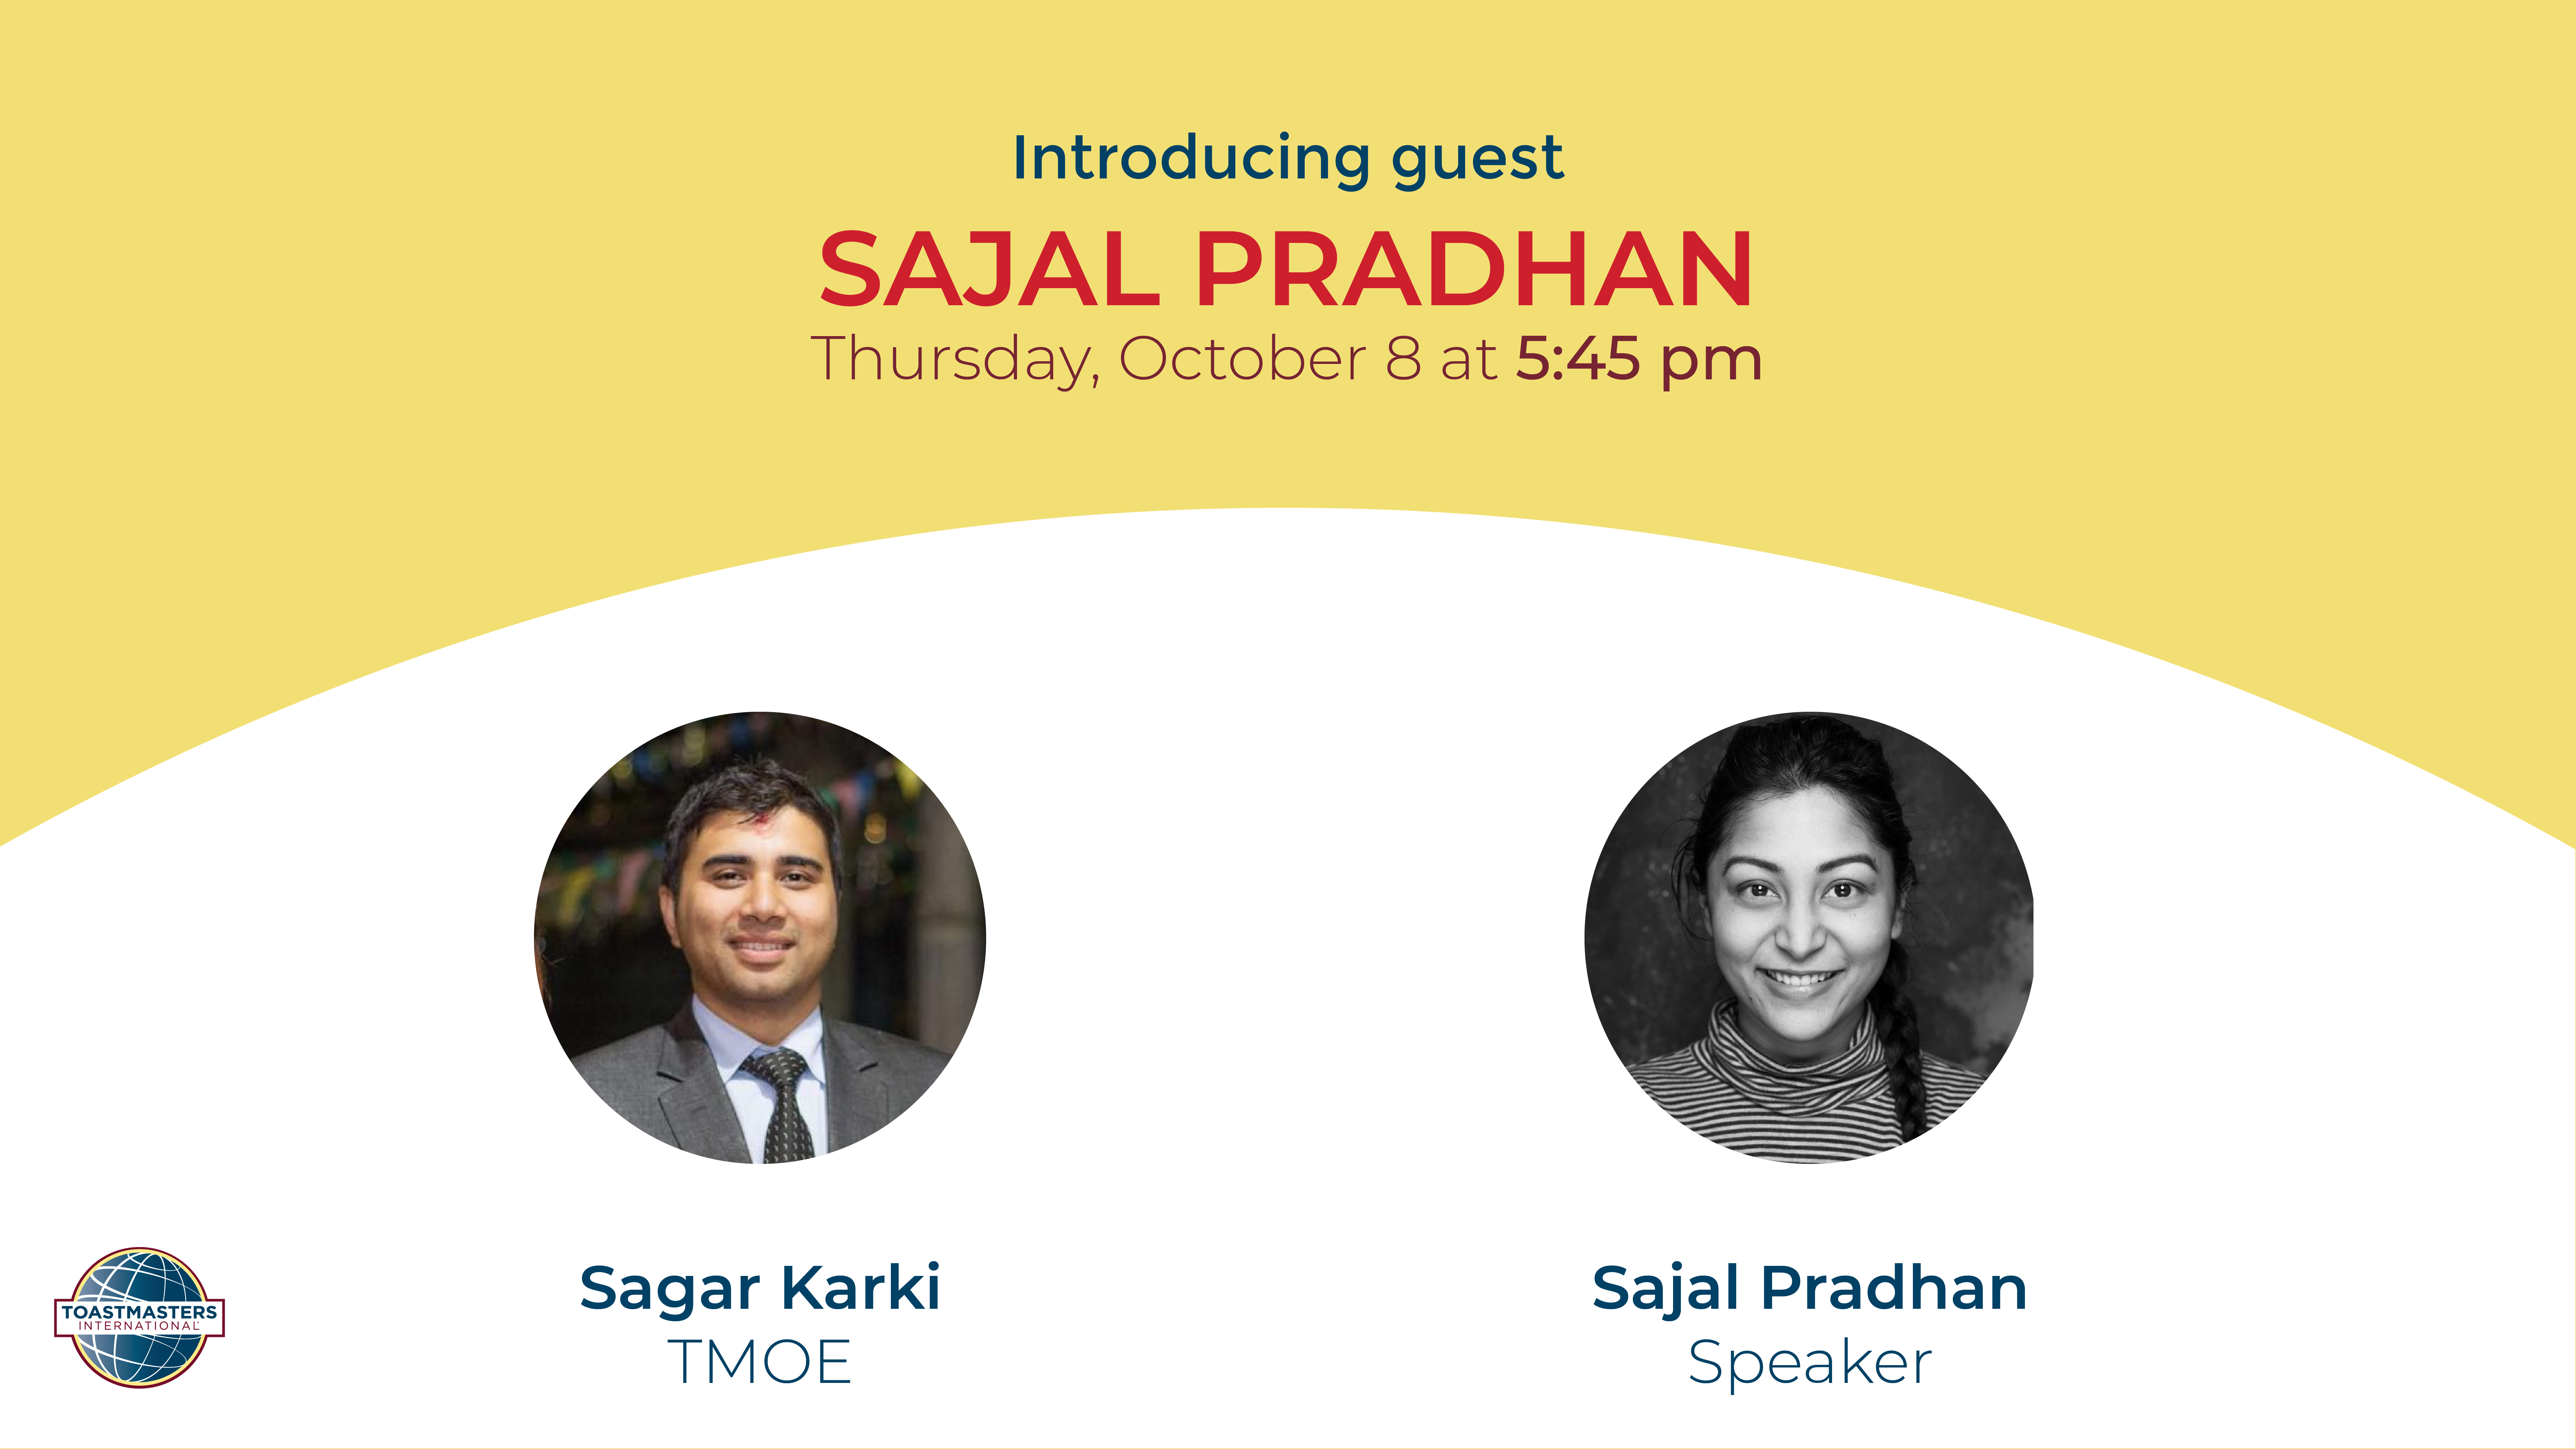 Introducing guest
SAJAL PRADHAN
Thursday, October 8 at 5:45 pm
Sagar Karki
TMOE
Sajal Pradhan
Speaker
TOASTMASTERS
INTERNATIONAL